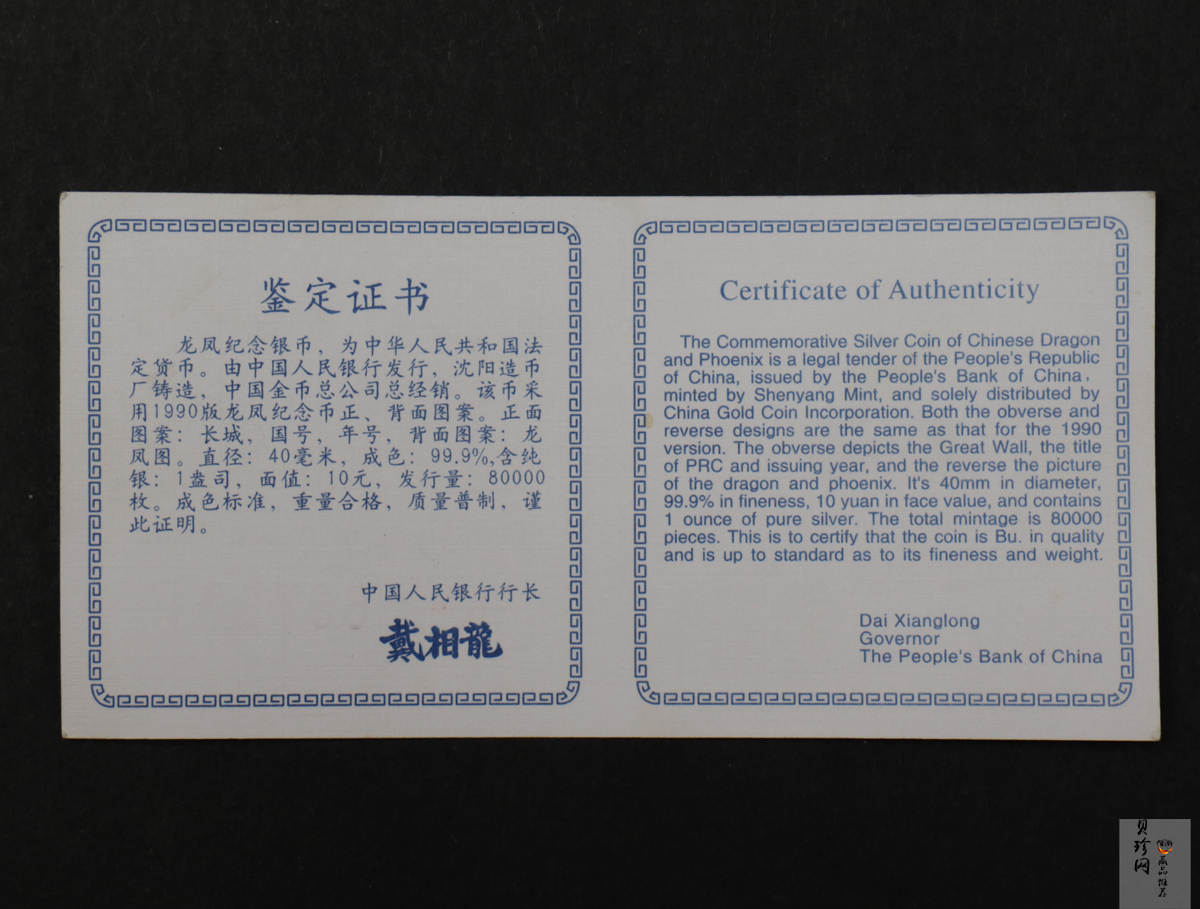 鉴定证书
龙凤纪念银币，为中华人民共和国法
定货币。由中国人民银行发行，沈阳造币
厂铸造，中国金币总公司总经销。该币采
用1990版龙凤纪念币正、背面图案。正面
图案：长城，国号，年号，背面图案：龙
凤图。直径：40毫米，成色：99.9%,含纯
银：1盎司，面值：10元，发行量：80000
枚。成色标准，重量合格，质量普制，谨
此证明。
中国人民银行行长
戴相龍
Certificate of Authenticity
The Commemorative Silver Coin of Chinese Dragon
and Phoenix is a legal tender of the People's Republic
of China, issued by the People's Bank of China,
minted by Shenyang Mint, and solely distributed by
China Gold Coin Incorporation. Both the obverse and
reverse designs are the same as that for the 1990
version. The obverse depicts the Great Wall, the title
of PRC and issuing year, and the reverse the picture
of the dragon and phoenix. It's 40mm in diameter,
99.9% in fineness, 10 yuan in face value, and contains
1 ounce of pure silver. The total mintage is 80000
pieces. This is to certify that the coin is Bu. in quality
and is up to standard as to its fineness and weight.
Dai Xianglong
Governor
The People's Bank of China
贝珍网
藏品推荐